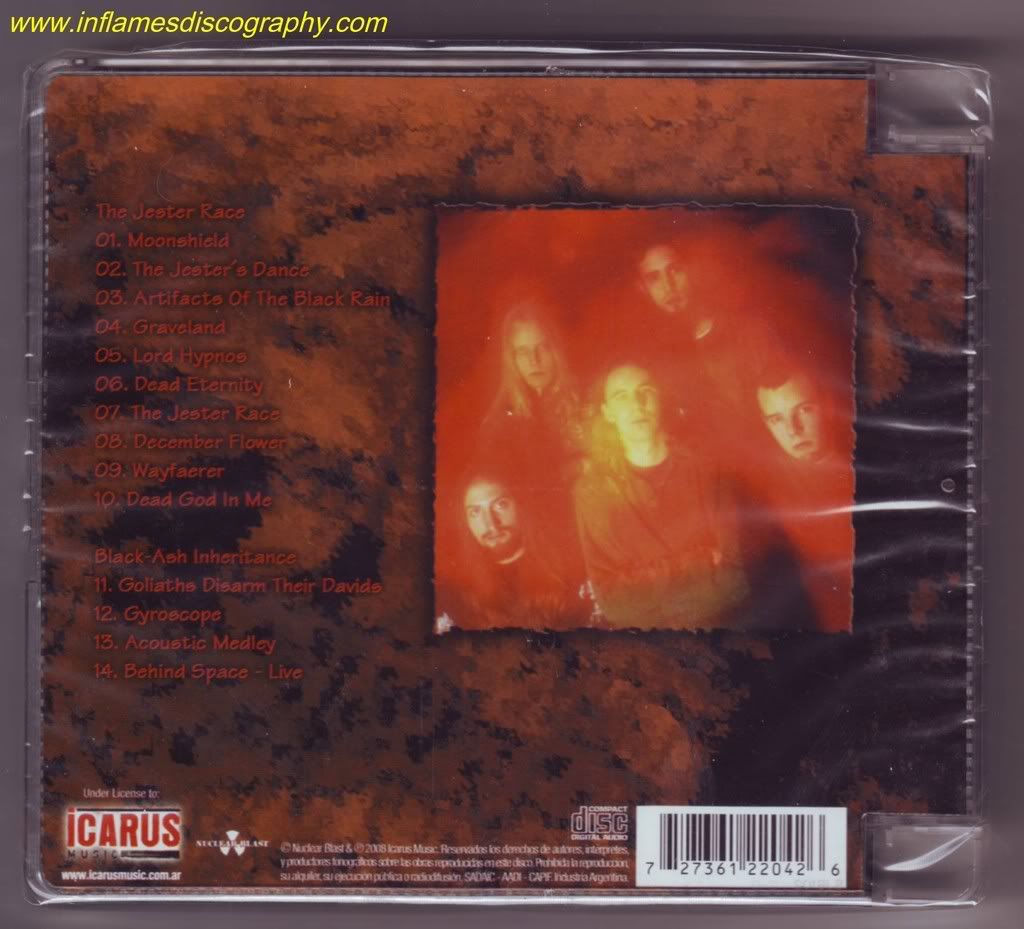 www.inflamesdiscography.com
The Jester Race
01. Moonshield
02. The Jester's Dance
03. Artifacts Of The Black Rain
04. Graveland
05. Lord Hypnos
06. Dead Eternity
07. The Jester Race
08. December Flower
09. Wayfaerer
10. Dead God In Me
Black-Ash Inheritance
11. Goliaths Disarm Their Davids
12. Gyroscope
13. Acoustic Medley
14. Behind Space - Live
Under License to:
iCARUS
MUSIC
www.icarusmusic.com.ar
NUCLEAR BLAST
© Nuclear Blast & ℗ 2008 Icarus Music. Reservados los derechos de autores, interpretes,
y productores fonográficos sobre las obras reproducidas en este disco. Prohibida la reproduccion,
su alquiler, su ejecución pública o radiodifusión. SADAIC - AADI - CAPIF. Industria Argentina.
COMPACT
disc
DIGITAL AUDIO
7 27361 22042 6